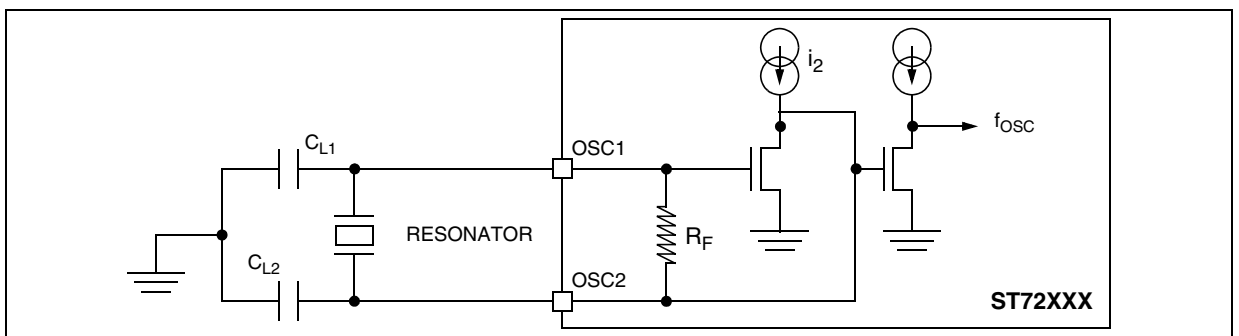 i2
fOSC
CL1
OSC1
RESONATOR
RF
CL2
OSC2
ST72XXX